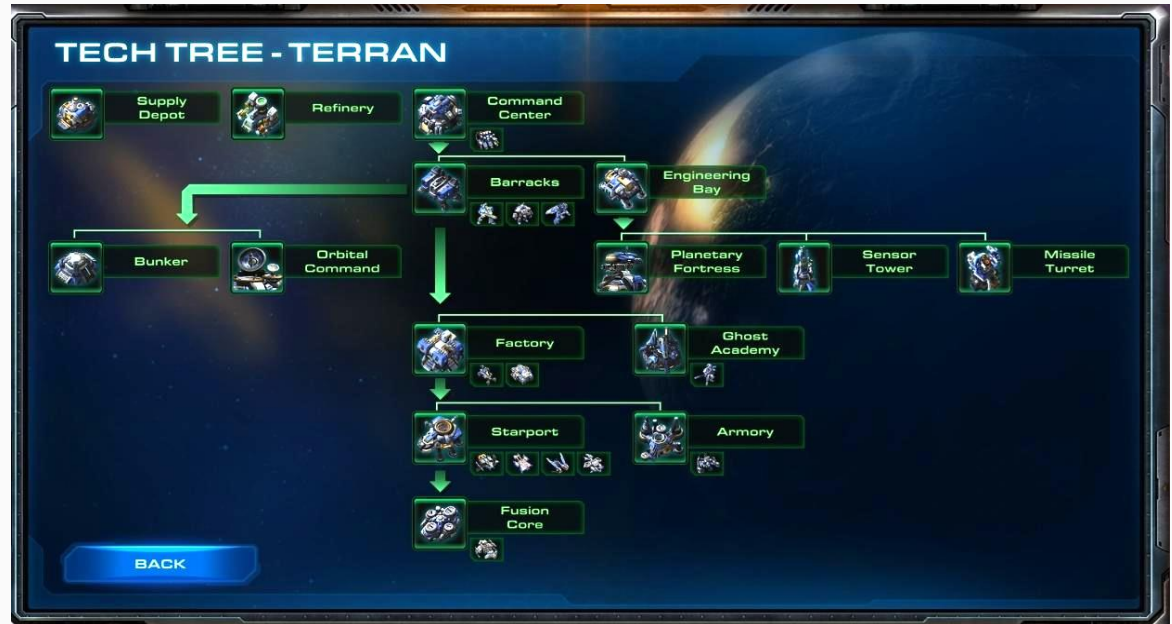 TECH TREE - TERRAN
Supply
Depot
Refinery
Command
Center
Barracks
Engineering
Bay
Bunker
Orbital
Command
Planetary
Fortress
Sensor
Tower
Missile
Turret
Factory
Ghost
Academy
Starport
Armory
Fusion
Core
BACK